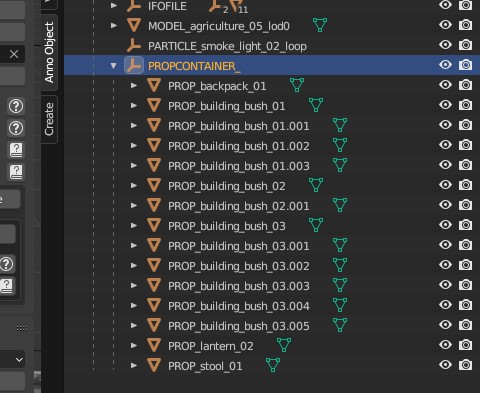 IFOFILE 2 11
MODEL_agriculture_05_lod0
PARTICLE_smoke_light_02_loop
PROPCONTAINER_
PROP_backpack_01
PROP_building_bush_01
PROP_building_bush_01.001
PROP_building_bush_01.002
PROP_building_bush_01.003
PROP_building_bush_02
PROP_building_bush_02.001
PROP_building_bush_03
PROP_building_bush_03.001
PROP_building_bush_03.002
PROP_building_bush_03.003
PROP_building_bush_03.004
PROP_building_bush_03.005
PROP_lantern_02
PROP_stool_01
Anno Object
Create
e